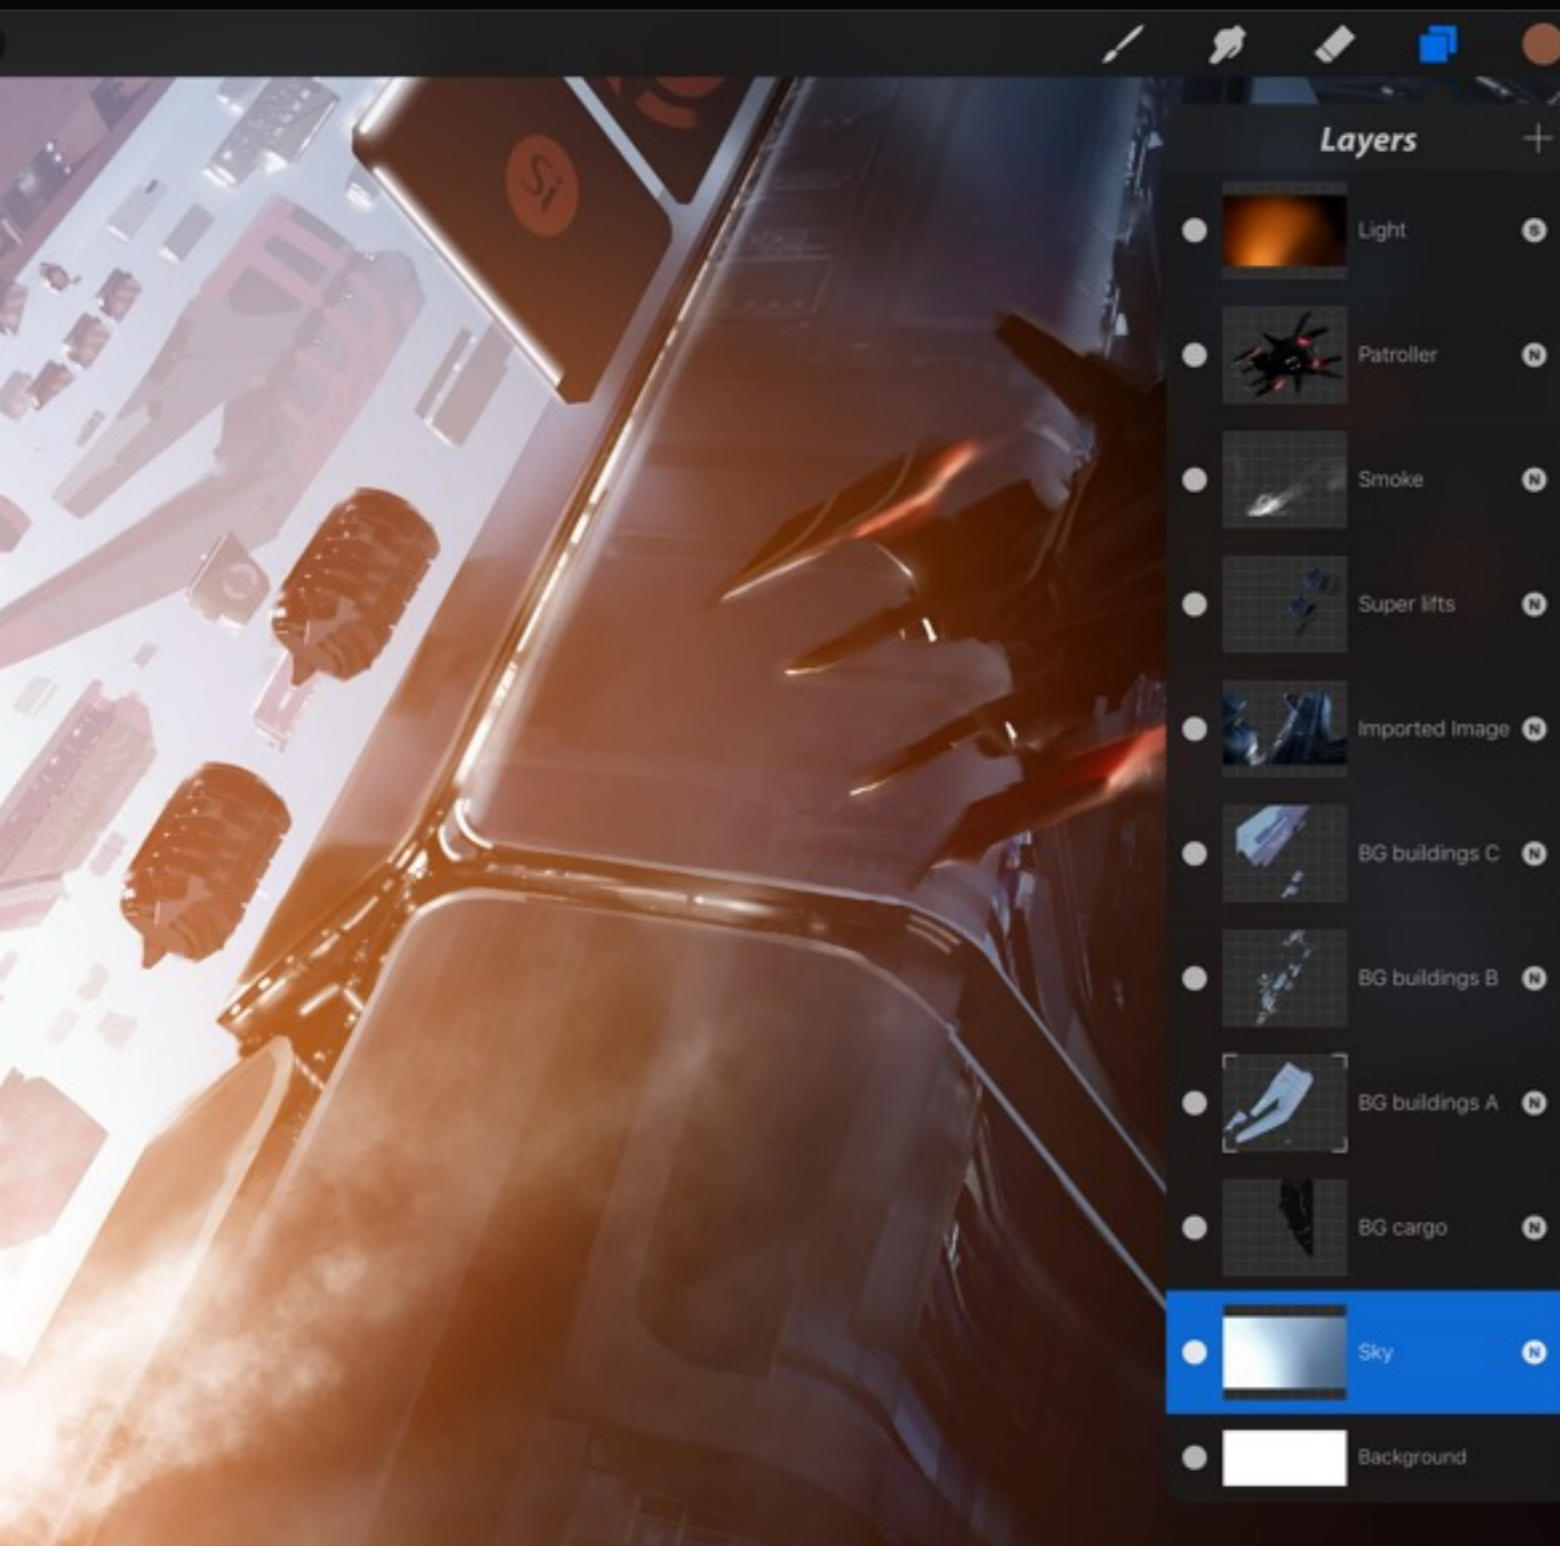 Layers
Si
Light S
Patroller N
Smoke N
Super lifts N
Imported Image N
BG buildings C N
BG buildings B N
BG buildings A N
BG cargo N
Sky N
Background